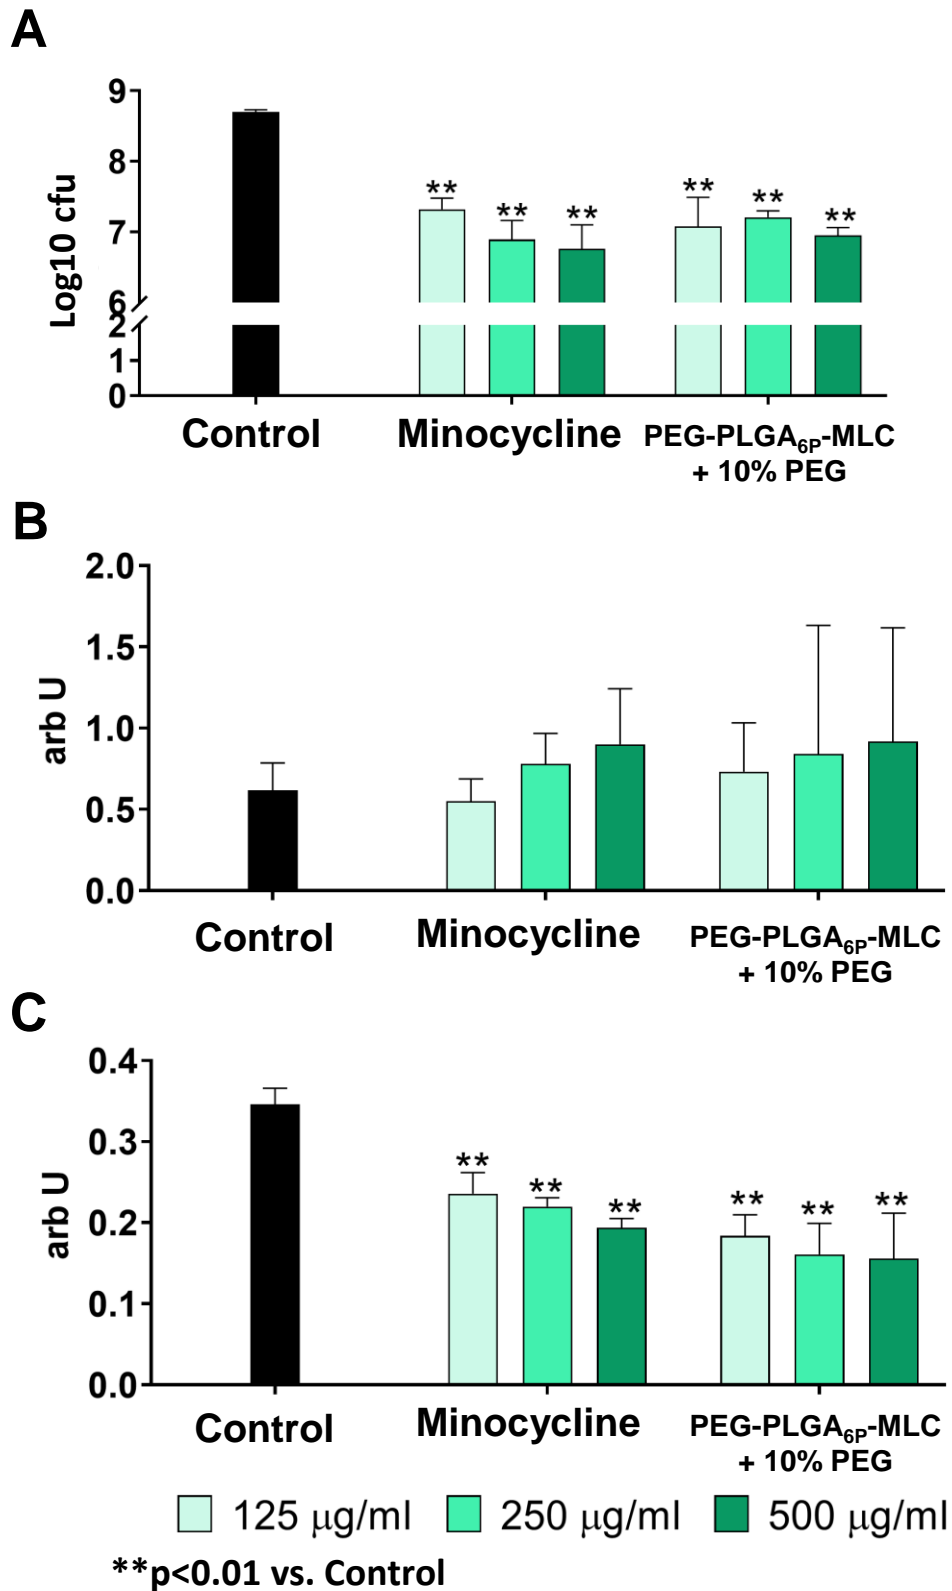 A
9
8
7
6
2
1
0
Log10 cfu
** ** ** ** ** **
Control Minocycline PEG-PLGA6P-MLC
+ 10% PEG
B
2.0
1.5
1.0
0.5
0.0
arb U
Control Minocycline PEG-PLGA6P-MLC
+ 10% PEG
C
0.4
0.3
0.2
0.1
0.0
arb U
** ** ** ** ** **
Control Minocycline PEG-PLGA6P-MLC
+ 10% PEG
125 μg/ml 250 μg/ml 500 μg/ml
**p<0.01 vs. Control